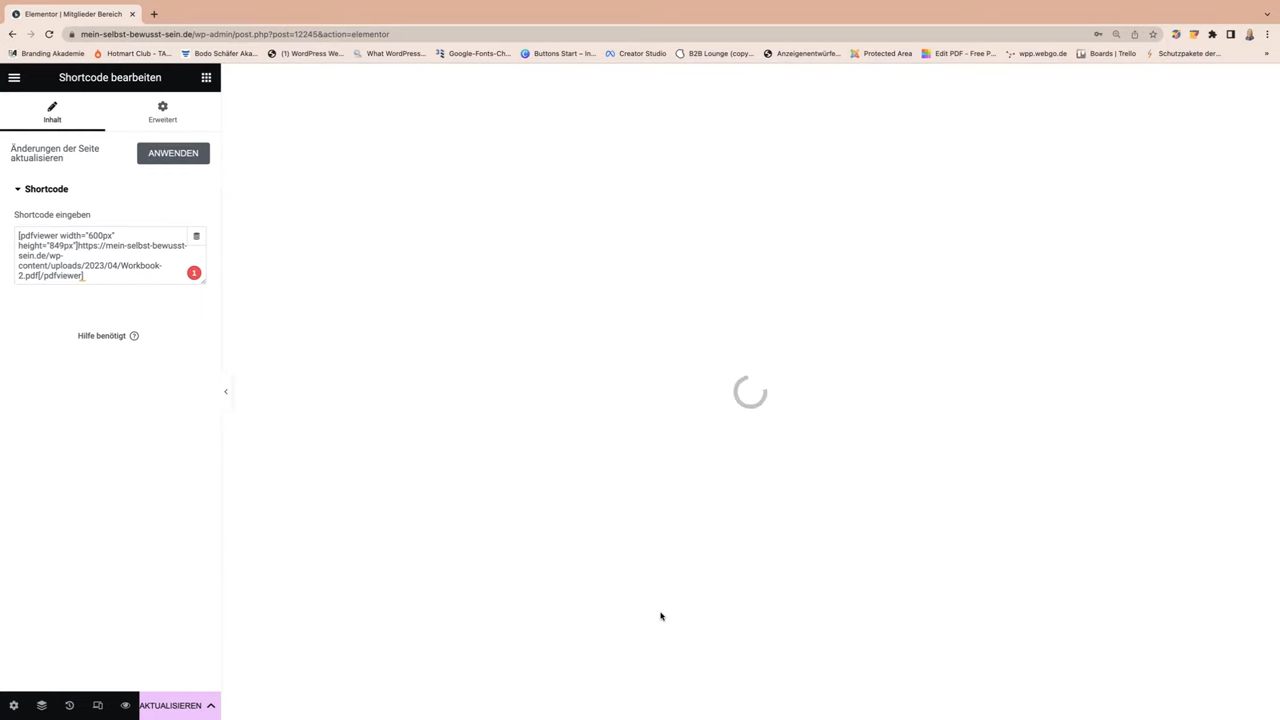 Elementor | Mitglieder Bereich
mein-selbst-bewusst-sein.de/wp-admin/post.php?post=12245&action=elementor
Branding Akademie
Hotmart Club - TA...
Bodo Schäfer Aka...
(1) WordPress We...
What WordPress...
Google-Fonts-Ch...
Buttons Start – In...
Creator Studio
B2B Lounge (copy...
Anzeigenentwürfe...
Protected Area
Edit PDF - Free P...
wpp.webgo.de
Boards | Trello
Schutzpakete der...
Shortcode bearbeiten
Inhalt
Erweitert
Änderungen der Seite
aktualisieren
ANWENDEN
Shortcode
Shortcode eingeben
[pdfviewer width="600px"
height="849px"]https://mein-selbst-bewusst-
sein.de/wp-
content/uploads/2023/04/Workbook-
2.pdf[/pdfviewer]
1
Hilfe benötigt ?
AKTUALISIEREN